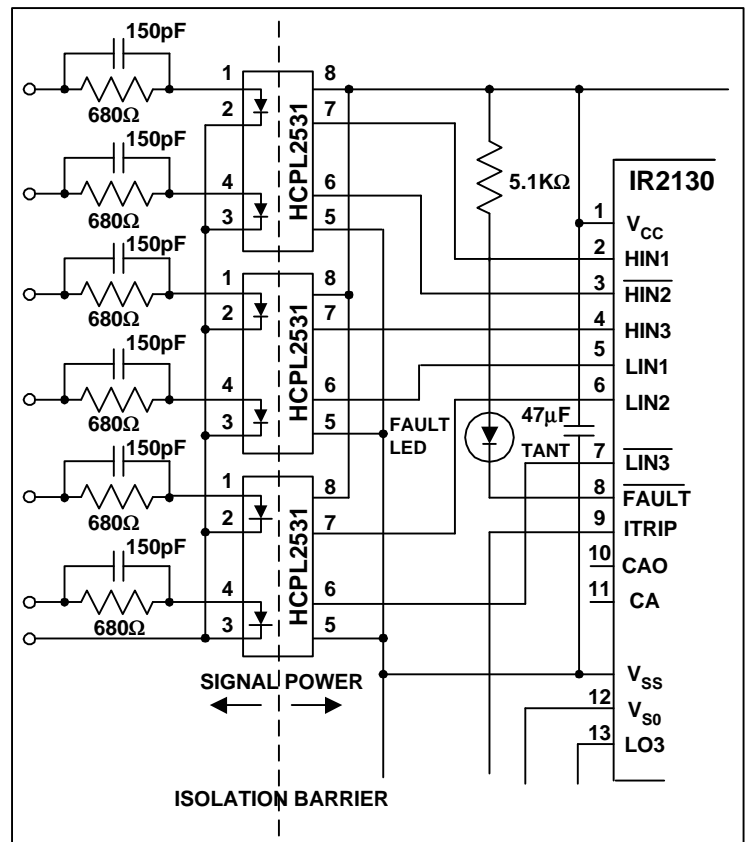 150pF
680Ω
150pF
680Ω
150pF
680Ω
150pF
680Ω
150pF
680Ω
150pF
680Ω
1
2
4
3
HCPL2531
8
7
6
5
1
2
4
3
HCPL2531
8
7
6
5
1
2
4
3
HCPL2531
8
7
6
5
SIGNAL POWER
ISOLATION BARRIER
5.1KΩ
FAULT
LED
47μF
TANT
IR2130
1 VCC
2 HIN1
3 HIN2
4 HIN3
5 LIN1
6 LIN2
7 LIN3
8 FAULT
9 ITRIP
10 CAO
11 CA
VSS
12 VS0
13 LO3